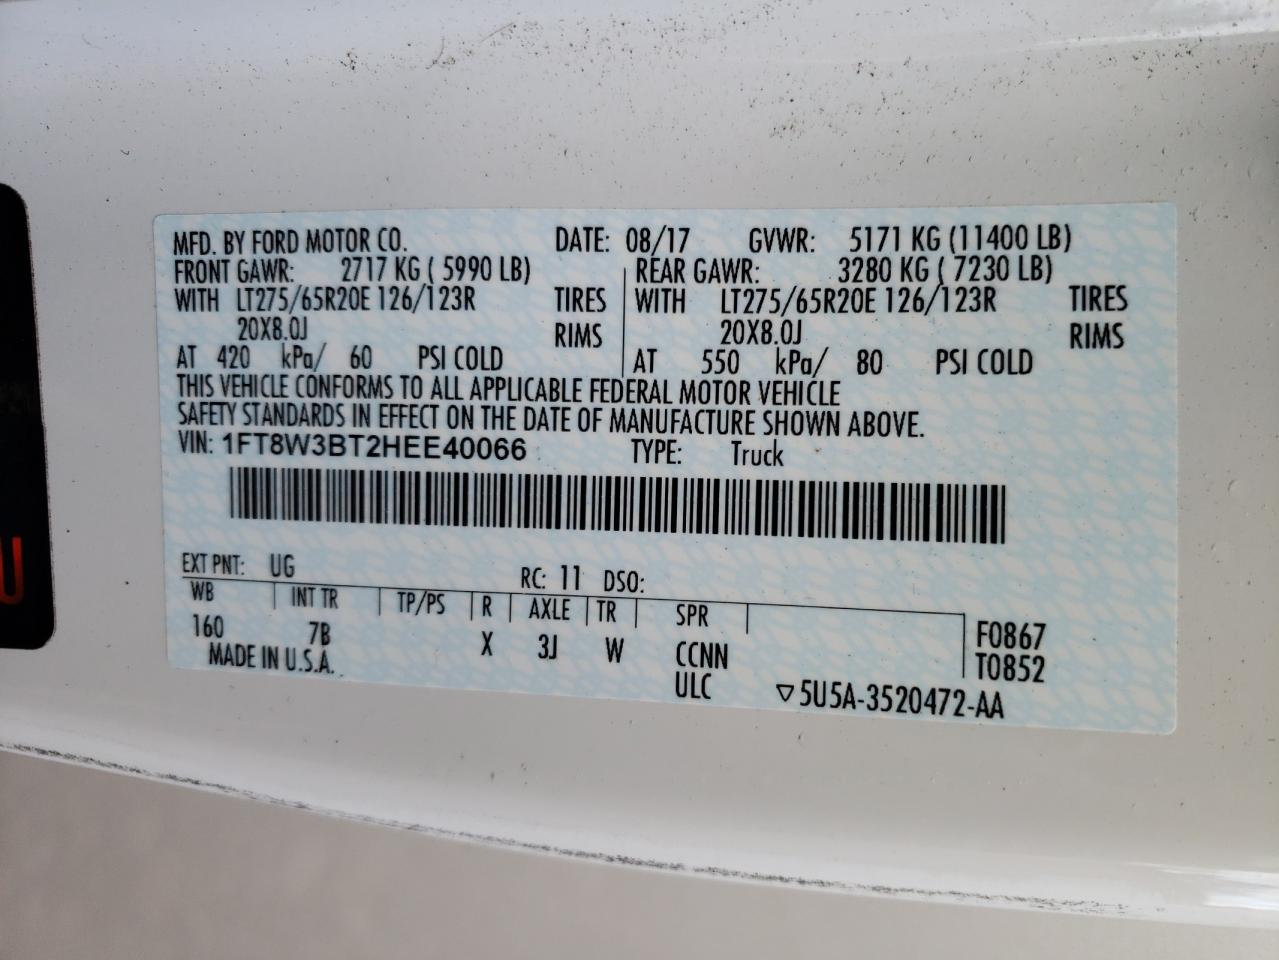 MFD. BY FORD MOTOR CO. DATE: 08/17 GVWR: 5171 KG (11400 LB)
FRONT GAWR: 2717 KG ( 5990 LB) REAR GAWR: 3280 KG ( 7230 LB)
WITH LT275/65R20E 126/123R TIRES WITH LT275/65R20E 126/123R TIRES
20X8.0J RIMS 20X8.0J RIMS
AT 420 kPa/ 60 PSI COLD AT 550 kPa/ 80 PSI COLD
THIS VEHICLE CONFORMS TO ALL APPLICABLE FEDERAL MOTOR VEHICLE
SAFETY STANDARDS IN EFFECT ON THE DATE OF MANUFACTURE SHOWN ABOVE.
VIN: 1FT8W3BT2HEE40066 TYPE: Truck
EXT PNT: UG RC: 11 DSO:
WB INT TR TP/PS R AXLE TR SPR
160 7B X 3J W CCNN F0867
MADE IN U.S.A. ULC T0852
▽5U5A-3520472-AA
U